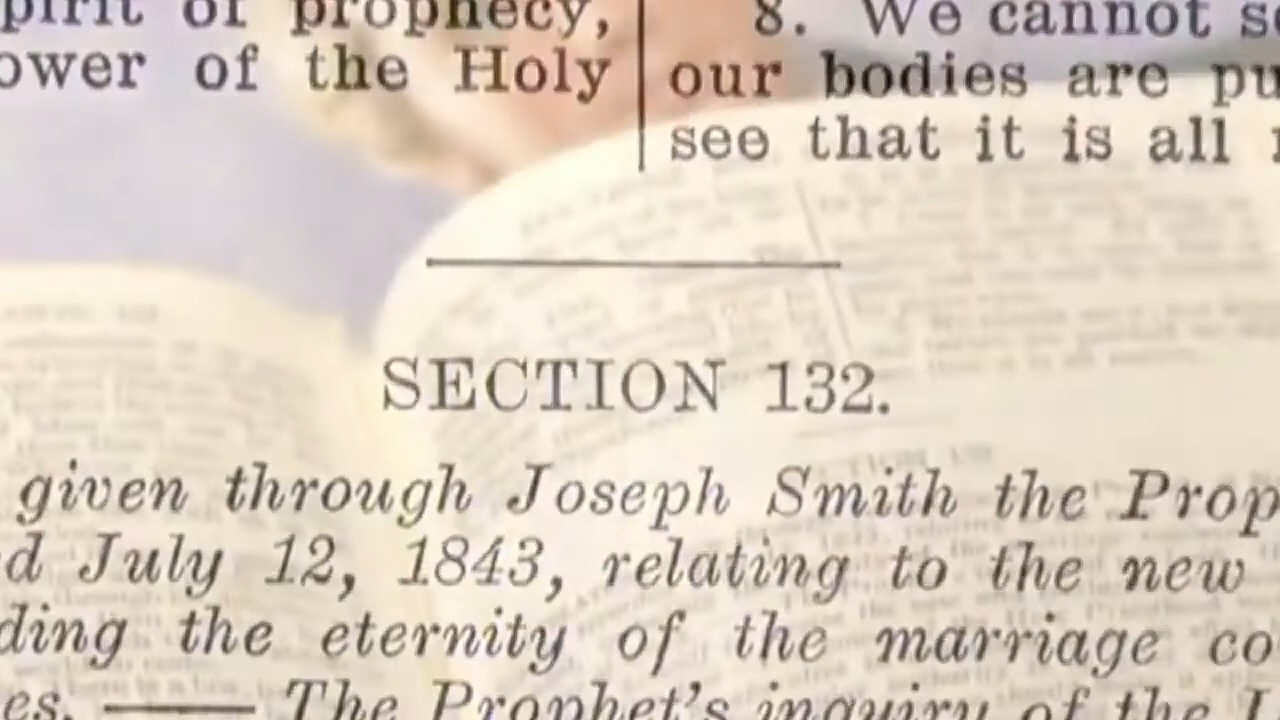 pirit of prophecy,
ower of the Holy
8. We cannot se
our bodies are pu
see that it is all
SECTION 132.
given through Joseph Smith the Prop
d July 12, 1843, relating to the new
ding the eternity of the marriage co
es. —— The Prophet's inquiry of the L